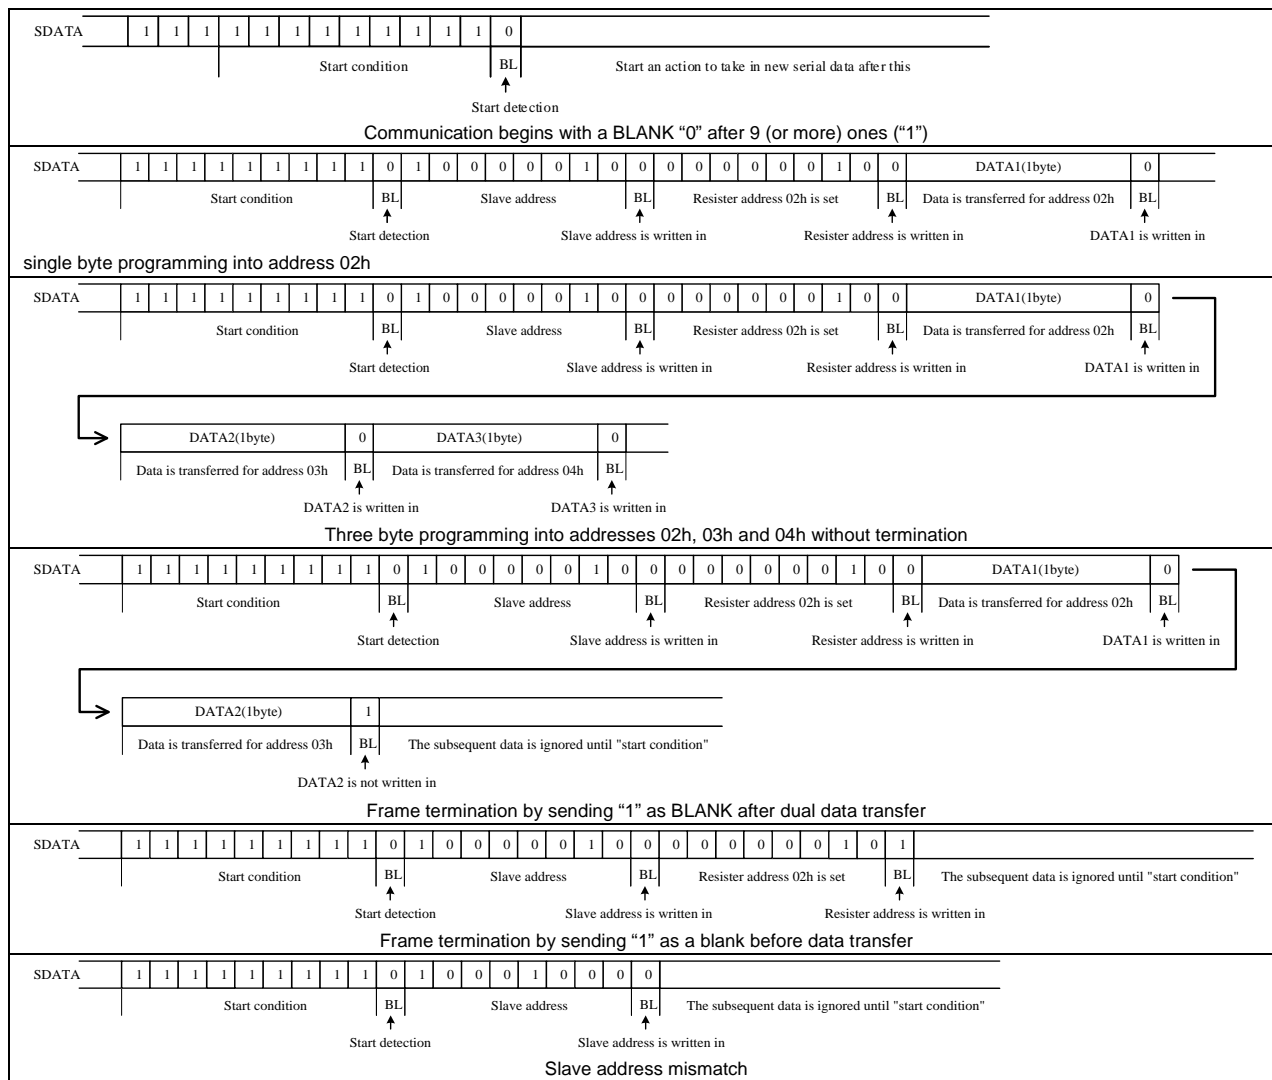 SDATA 1 1 1 1 1 1 1 1 1 1 1 1 0
Start condition BL Start an action to take in new serial data after this
Start detection
Communication begins with a BLANK “0” after 9 (or more) ones (“1”)
SDATA 1 1 1 1 1 1 1 1 1 0 1 0 0 0 0 0 1 0 0 0 0 0 0 0 0 1 0 0 DATA1(1byte) 0
Start condition BL Slave address BL Resister address 02h is set BL Data is transferred for address 02h BL
Start detection Slave address is written in Resister address is written in DATA1 is written in
single byte programming into address 02h
SDATA 1 1 1 1 1 1 1 1 1 0 1 0 0 0 0 0 1 0 0 0 0 0 0 0 0 1 0 0 DATA1(1byte) 0
Start condition BL Slave address BL Resister address 02h is set BL Data is transferred for address 02h BL
Start detection Slave address is written in Resister address is written in DATA1 is written in
DATA2(1byte) 0 DATA3(1byte) 0
Data is transferred for address 03h BL Data is transferred for address 04h BL
DATA2 is written in DATA3 is written in
Three byte programming into addresses 02h, 03h and 04h without termination
SDATA 1 1 1 1 1 1 1 1 1 0 1 0 0 0 0 0 1 0 0 0 0 0 0 0 0 1 0 0 DATA1(1byte) 0
Start condition BL Slave address BL Resister address 02h is set BL Data is transferred for address 02h BL
Start detection Slave address is written in Resister address is written in DATA1 is written in
DATA2(1byte) 1
Data is transferred for address 03h BL The subsequent data is ignored until "start condition"
DATA2 is not written in
Frame termination by sending “1” as BLANK after dual data transfer
SDATA 1 1 1 1 1 1 1 1 1 0 1 0 0 0 0 0 1 0 0 0 0 0 0 0 0 1 0 1
Start condition BL Slave address BL Resister address 02h is set BL The subsequent data is ignored until "start condition"
Start detection Slave address is written in Resister address is written in
Frame termination by sending “1” as a blank before data transfer
SDATA 1 1 1 1 1 1 1 1 1 0 1 0 0 0 1 0 0 0 0
Start condition BL Slave address BL The subsequent data is ignored until "start condition"
Start detection Slave address is written in
Slave address mismatch